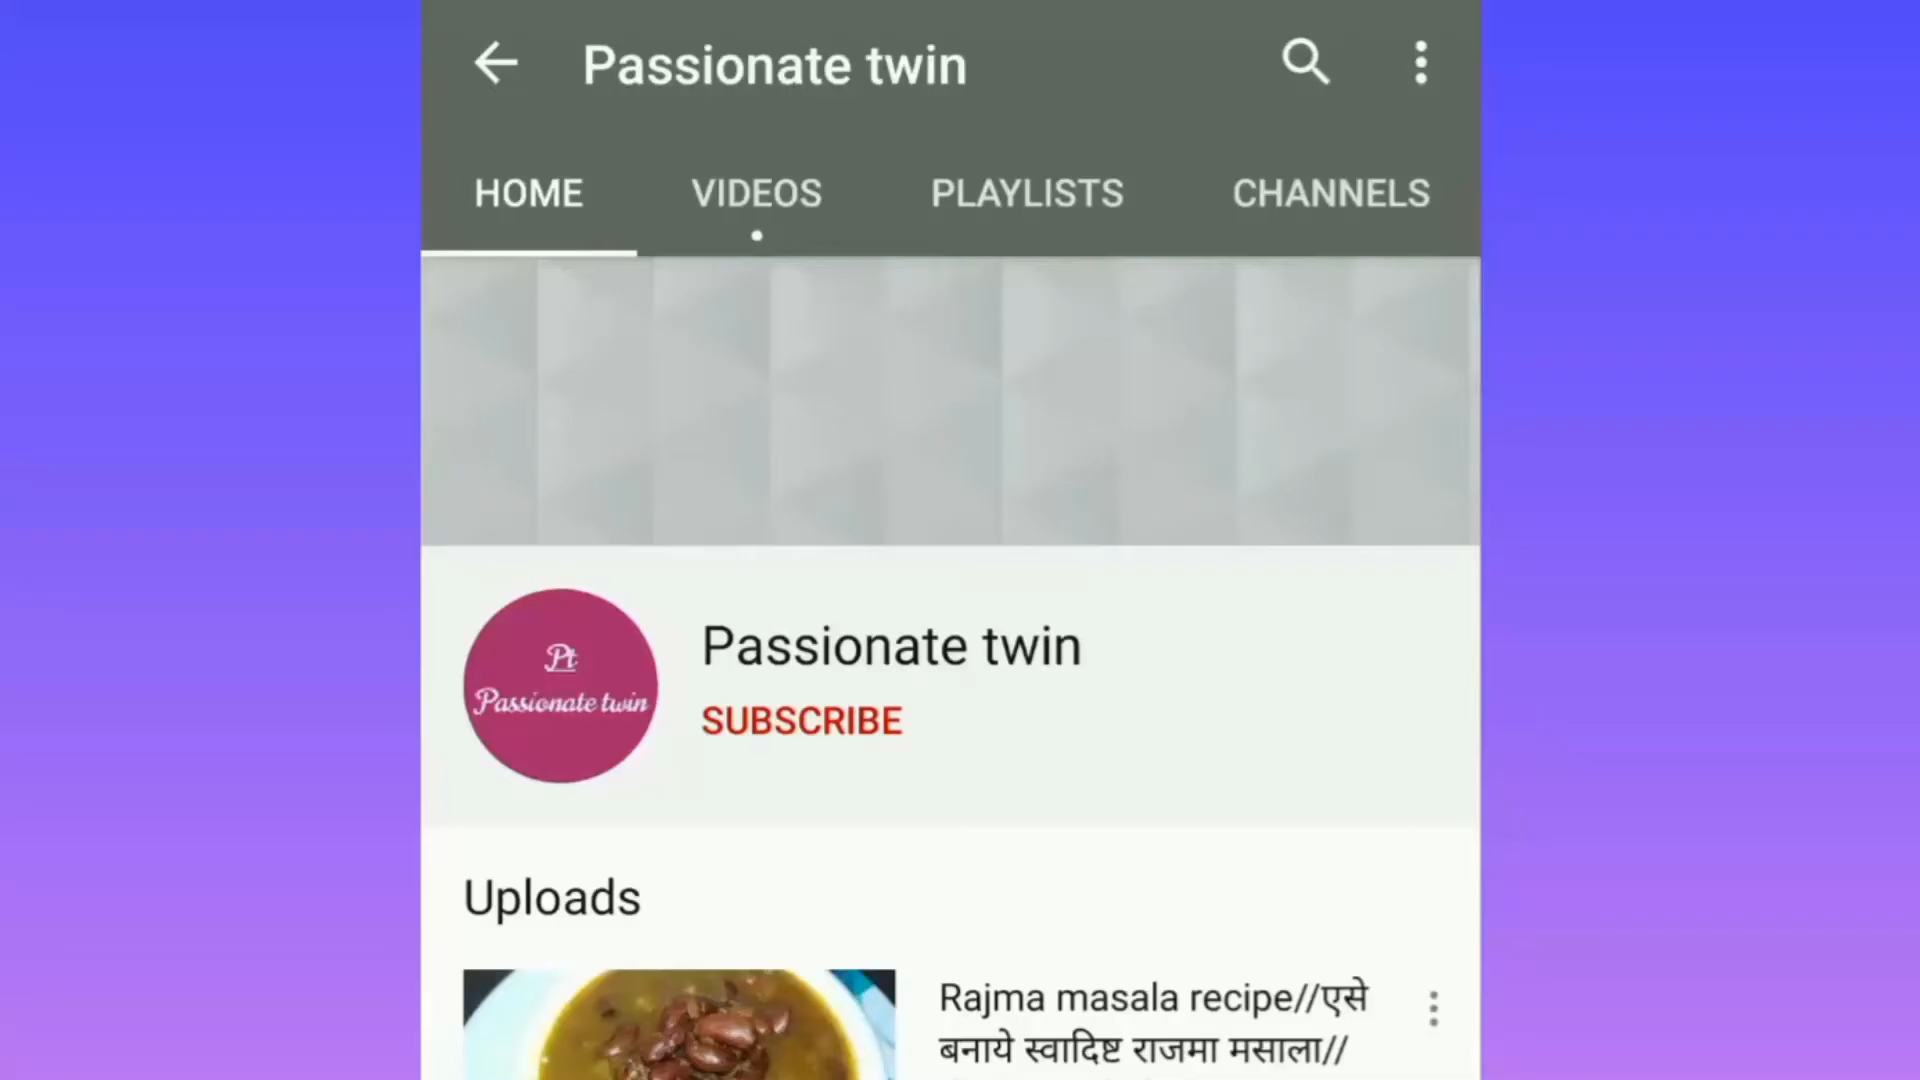 Passionate twin
HOME VIDEOS PLAYLISTS CHANNELS
Pt
Passionate twin
Passionate twin
SUBSCRIBE
Uploads
Rajma masala recipe//एसे
बनाये स्वादिष्ट राजमा मसाला//